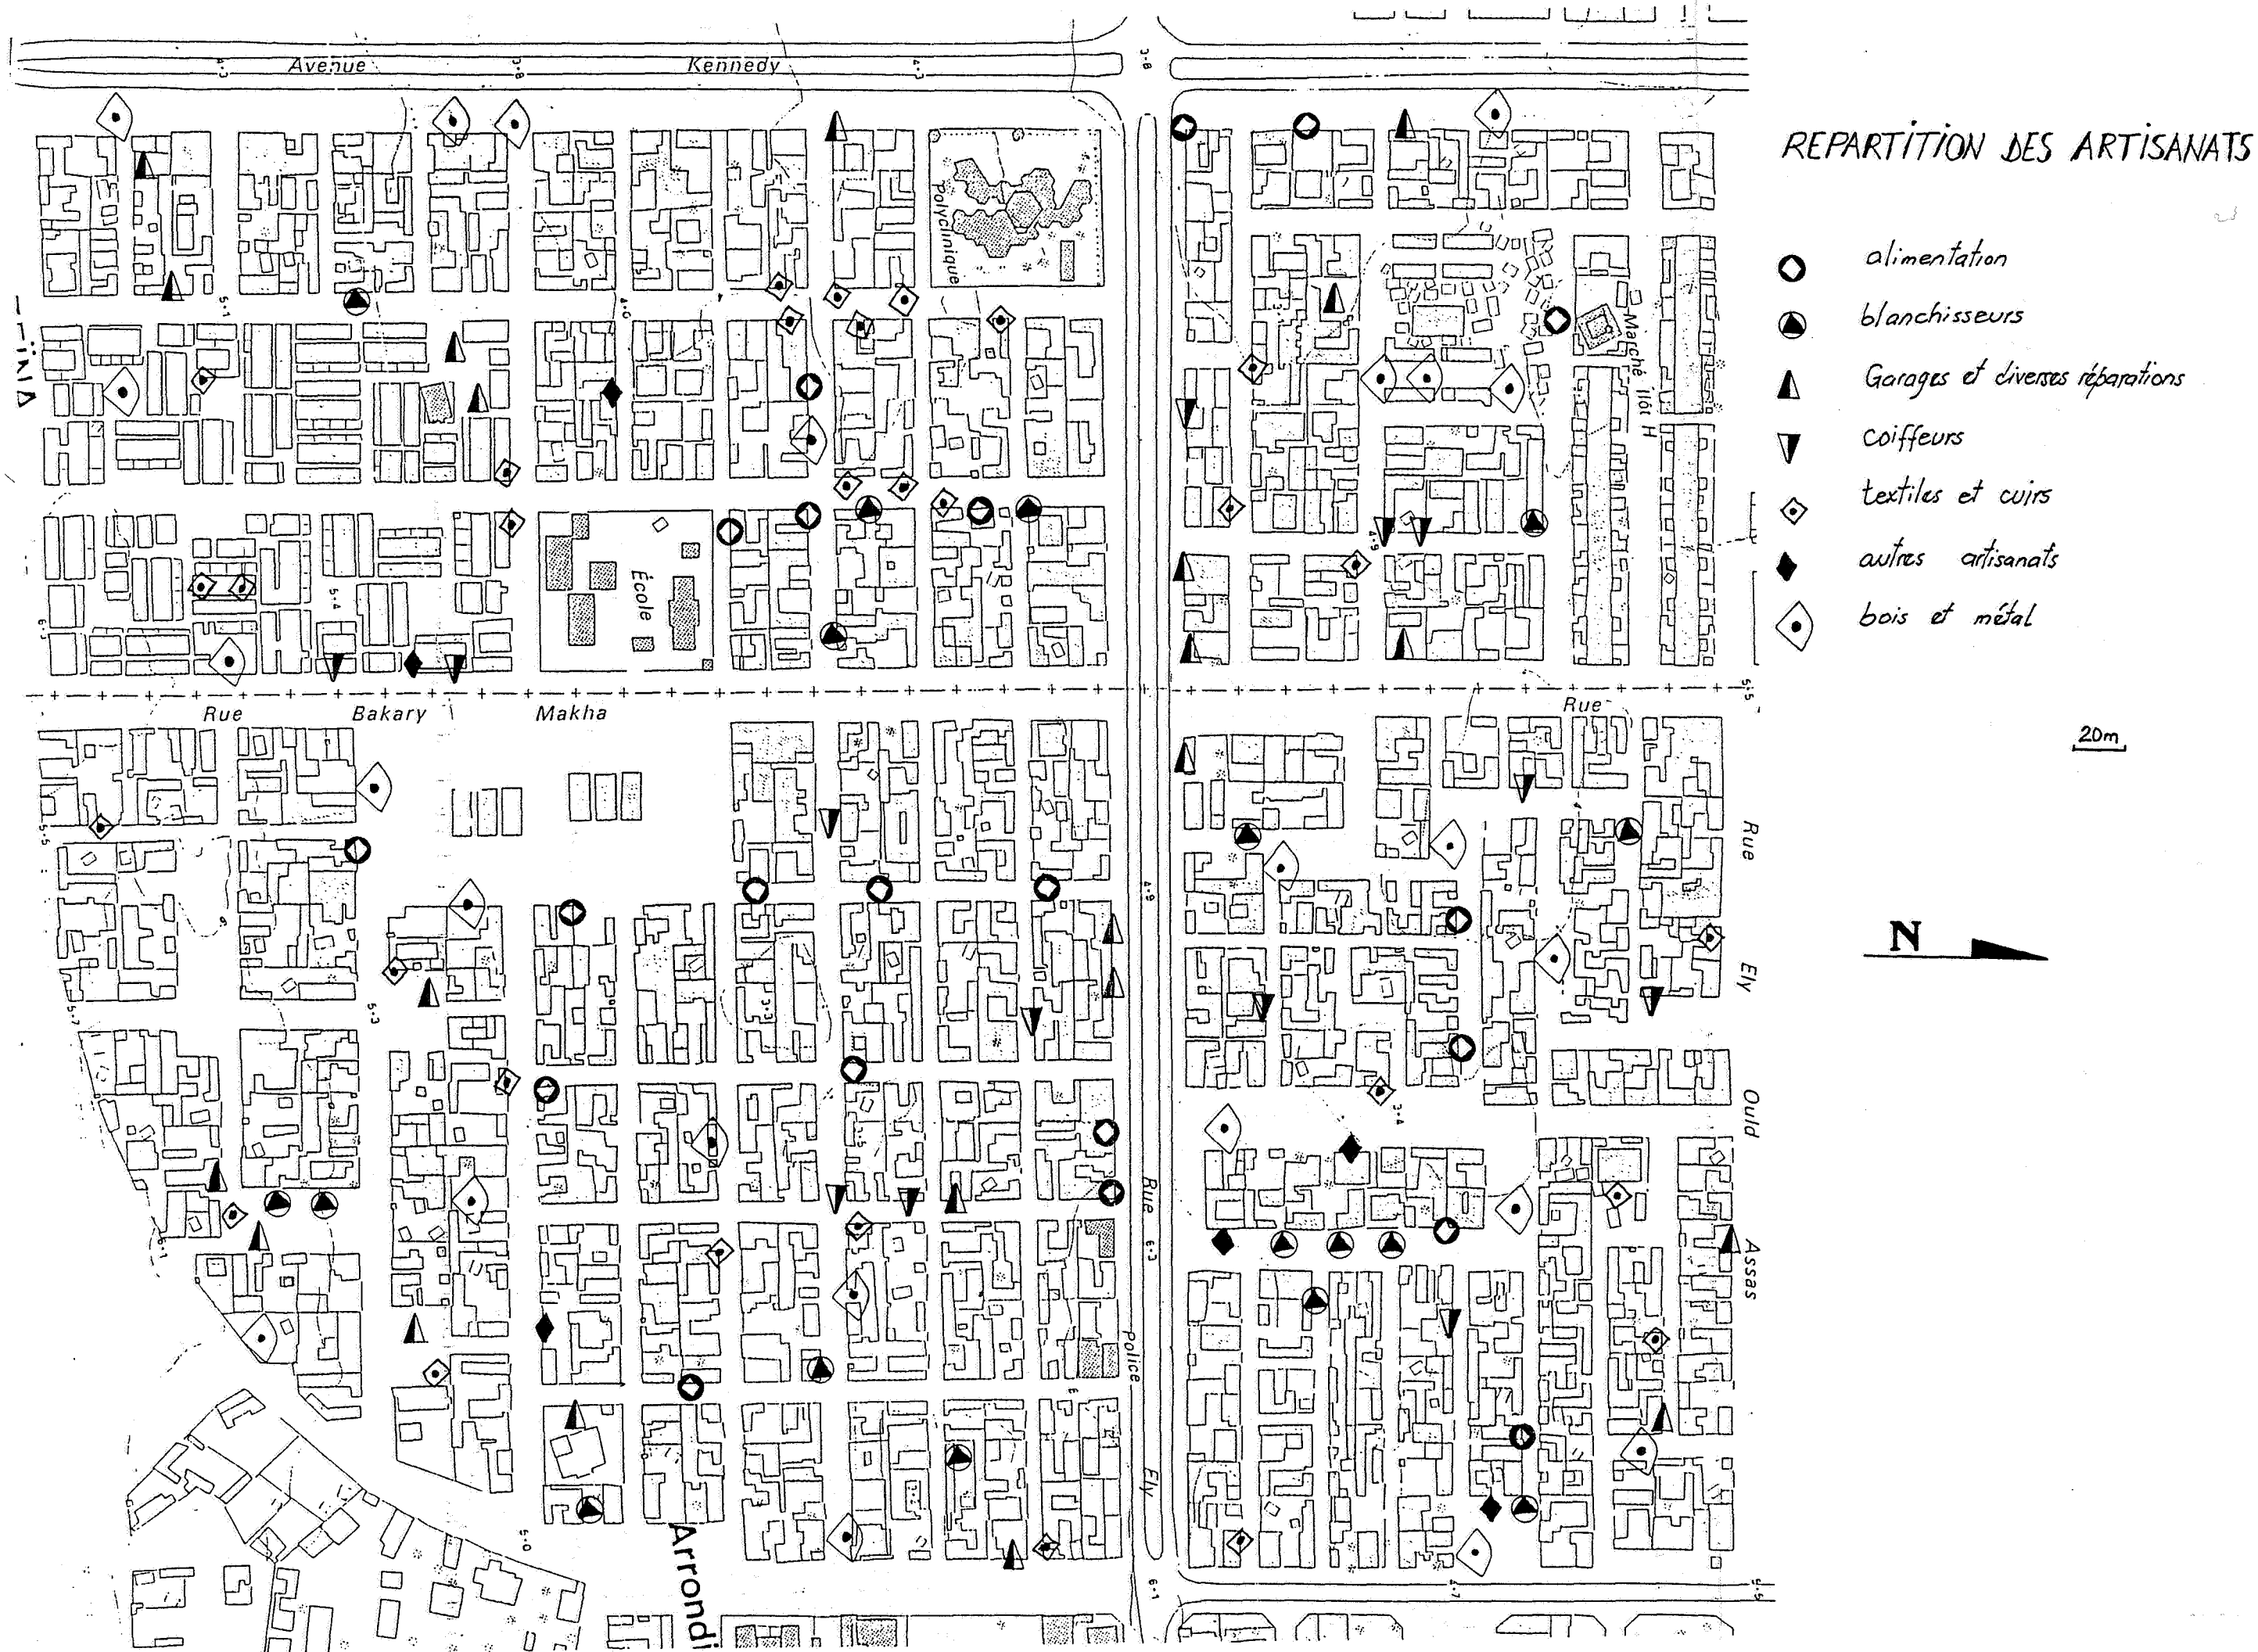 Avenue Kennedy
REPARTITION DES ARTISANATS
Polyclinique
alimentation
blanchisseurs
Garages et diverses réparations
coiffeurs
textiles et cuirs
autres artisanats
bois et métal
Marché îlot H
École
Rue Bakary Makha
Rue
20m
N
Rue Ely Ould Assas
Rue
Police
Ely
Arrondi